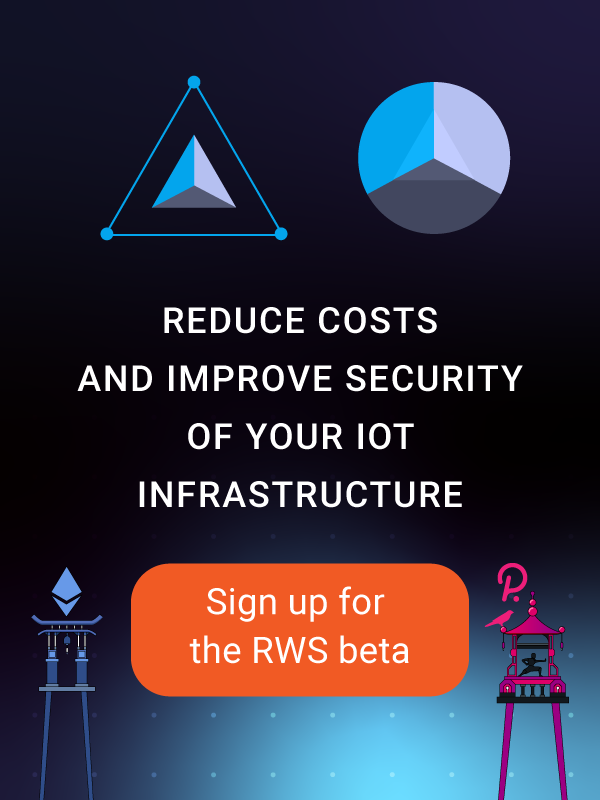 REDUCE COSTS
AND IMPROVE SECURITY
OF YOUR IOT
INFRASTRUCTURE
Sign up for
the RWS beta